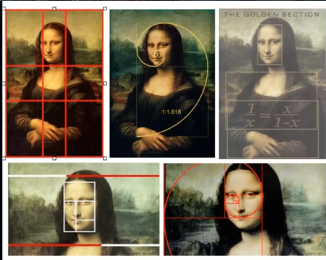 THE GOLDEN SECTION
1:1.618
1/x = x/1-x